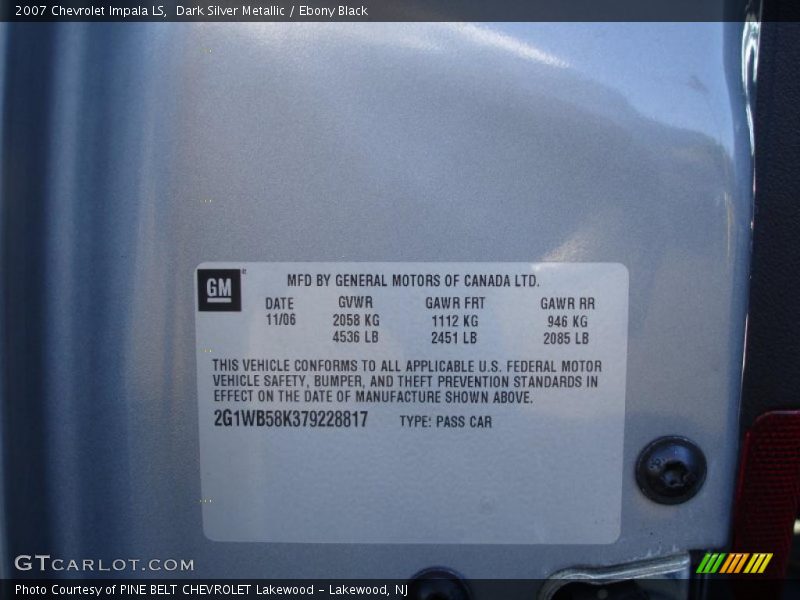 2007 Chevrolet Impala LS,  Dark Silver Metallic / Ebony Black
GM
MFD BY GENERAL MOTORS OF CANADA LTD.
DATE GVWR GAWR FRT GAWR RR
11/06 2058 KG 1112 KG 946 KG
4536 LB 2451 LB 2085 LB
THIS VEHICLE CONFORMS TO ALL APPLICABLE U.S. FEDERAL MOTOR
VEHICLE SAFETY, BUMPER, AND THEFT PREVENTION STANDARDS IN
EFFECT ON THE DATE OF MANUFACTURE SHOWN ABOVE.
2G1WB58K379228817 TYPE: PASS CAR
GTCARLOT.COM
Photo Courtesy of PINE BELT CHEVROLET Lakewood - Lakewood, NJ